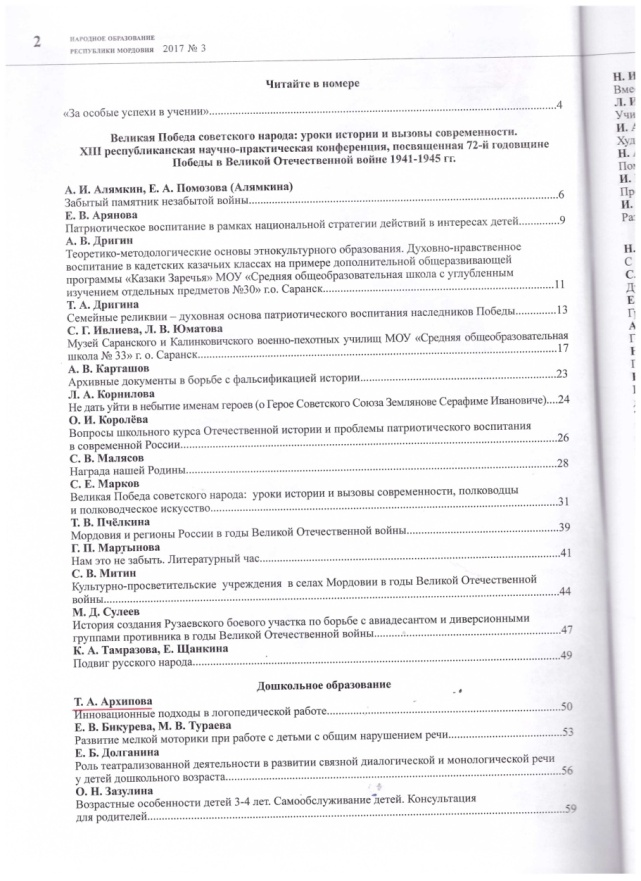 2
НАРОДНОЕ ОБРАЗОВАНИЕ
РЕСПУБЛИКИ МОРДОВИЯ 2017 № 3
Читайте в номере
«За особые успехи в учении»...4
Великая Победа советского народа: уроки истории и вызовы современности.
XIII республиканская научно-практическая конференция, посвященная 72-й годовщине
Победы в Великой Отечественной войне 1941-1945 гг.
А. И. Алямкин, Е. А. Помозова (Алямкина)
Забытый памятник незабытой войны...6
Е. В. Арянова
Патриотическое воспитание в рамках национальной стратегии действий в интересах детей...9
А. В. Дригин
Теоретико-методологические основы этнокультурного образования. Духовно-нравственное
воспитание в кадетских казачьих классах на примере дополнительной общеразвивающей
программы «Казаки Заречья» МОУ «Средняя общеобразовательная школа с углубленным
изучением отдельных предметов №30» г.о. Саранск...11
Т. А. Дригина
Семейные реликвии – духовная основа патриотического воспитания наследников Победы...13
С. Г. Ивлиева, Л. В. Юматова
Музей Саранского и Калинковичского военно-пехотных училищ МОУ «Средняя общеобразовательная
школа № 33» г. о. Саранск...17
А. В. Карташов
Архивные документы в борьбе с фальсификацией истории...23
Л. А. Корнилова
Не дать уйти в небытие именам героев (о Герое Советского Союза Землянове Серафиме Ивановиче)....24
О. И. Королёва
Вопросы школьного курса Отечественной истории и проблемы патриотического воспитания
в современной России...26
С. В. Малясов
Награда нашей Родины...28
С. Е. Марков
Великая Победа советского народа: уроки истории и вызовы современности, полководцы
и полководческое искусство...31
Т. В. Пчёлкина
Мордовия и регионы России в годы Великой Отечественной войны...39
Г. П. Мартынова
Нам это не забыть. Литературный час...41
С. В. Митин
Культурно-просветительские учреждения в селах Мордовии в годы Великой Отечественной
войны...44
М. Д. Сулеев
История создания Рузаевского боевого участка по борьбе с авиадесантом и диверсионными
группами противника в годы Великой Отечественной войны...47
К. А. Тамразова, Е. Щанкина
Подвиг русского народа...49
Дошкольное образование
Т. А. Архипова
Инновационные подходы в логопедической работе...50
Е. В. Бикурева, М. В. Тураева
Развитие мелкой моторики при работе с детьми с общим нарушением речи...53
Е. Б. Долганина
Роль театрализованной деятельности в развитии связной диалогической и монологической речи
у детей дошкольного возраста...56
О. Н. Зазулина
Возрастные особенности детей 3-4 лет. Самообслуживание детей. Консультация
для родителей...59